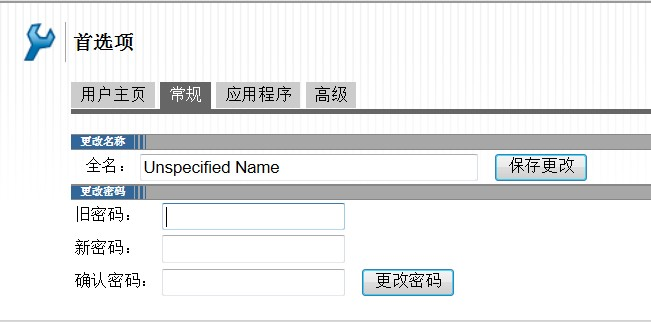 首选项
用户主页 常规 应用程序 高级
更改名称
全名： Unspecified Name 保存更改
更改密码
旧密码：
新密码：
确认密码： 更改密码